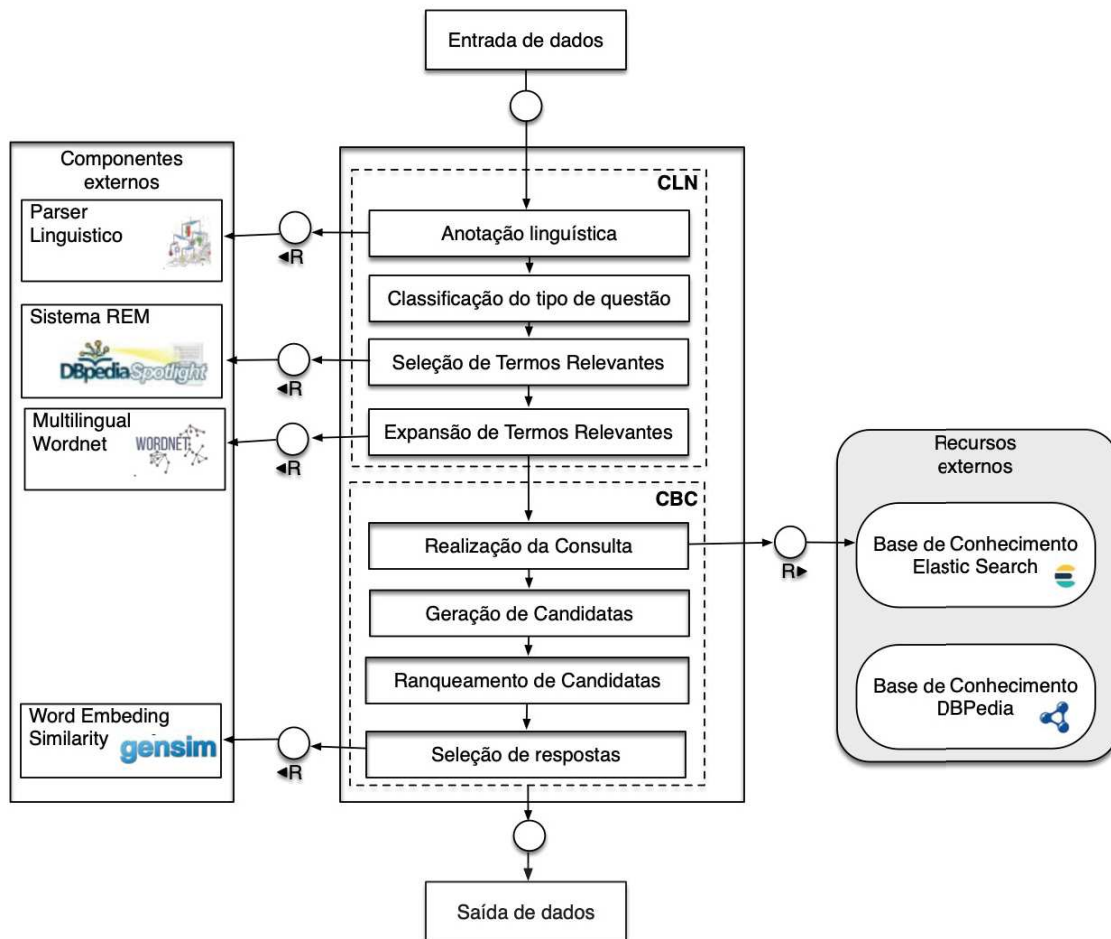 Entrada de dados
Componentes
externos
Parser
Linguistico
Sistema REM
DBpedia Spotlight
Multilingual
Wordnet
WORDNET
Word Embeding
Similarity
gensim
◄R
◄R
◄R
◄R
CLN
Anotação linguística
Classificação do tipo de questão
Seleção de Termos Relevantes
Expansão de Termos Relevantes
CBC
Realização da Consulta
Geração de Candidatas
Ranqueamento de Candidatas
Seleção de respostas
R►
Recursos
externos
Base de Conhecimento
Elastic Search
Base de Conhecimento
DBPedia
Saída de dados